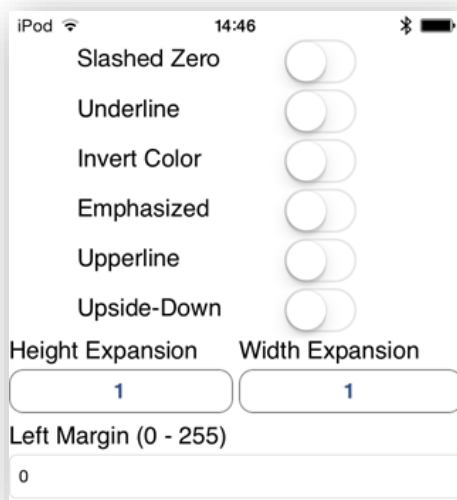 iPod 14:46
Slashed Zero
Underline
Invert Color
Emphasized
Upperline
Upside-Down
Height Expansion Width Expansion
1 1
Left Margin (0 - 255)
0